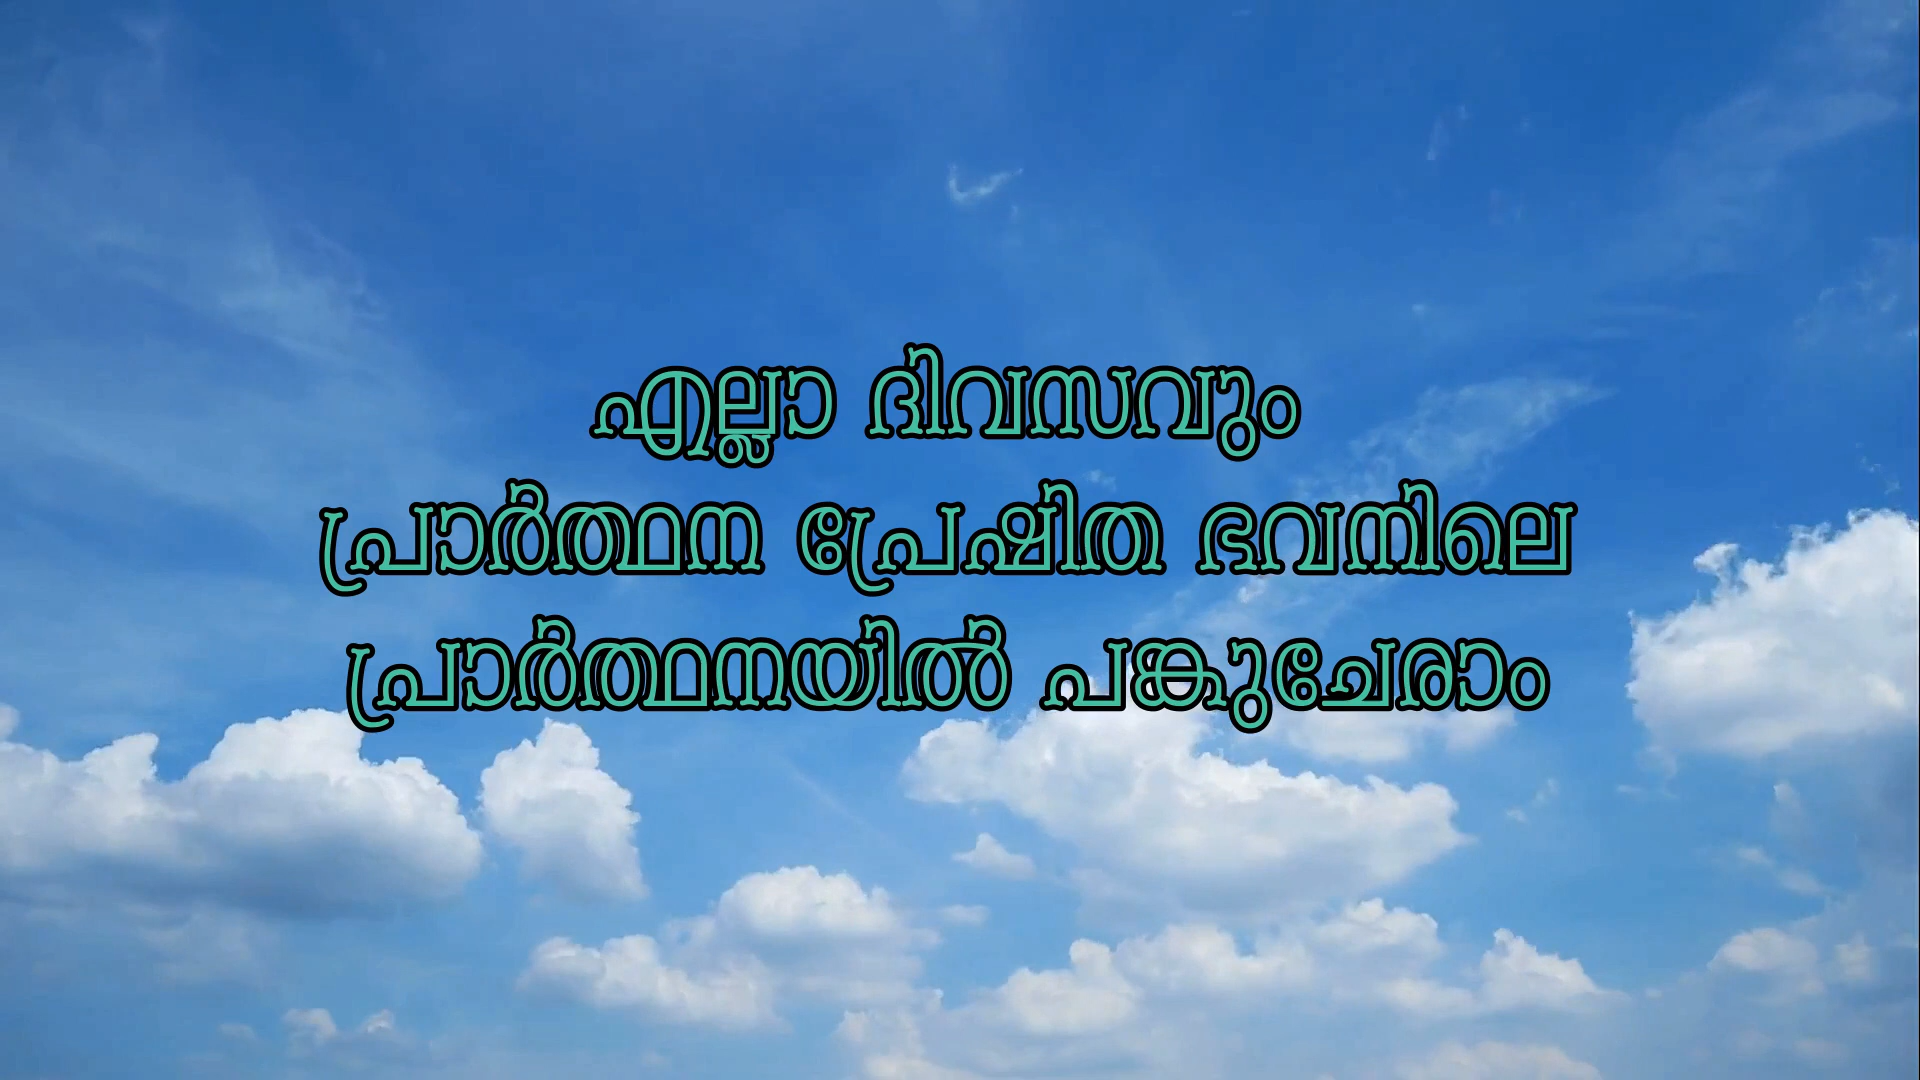 എല്ലാ ദിവസവും
പ്രാർത്ഥന പ്രേഷിത ഭവനിലെ
പ്രാർത്ഥനയിൽ പങ്കുചേരാം